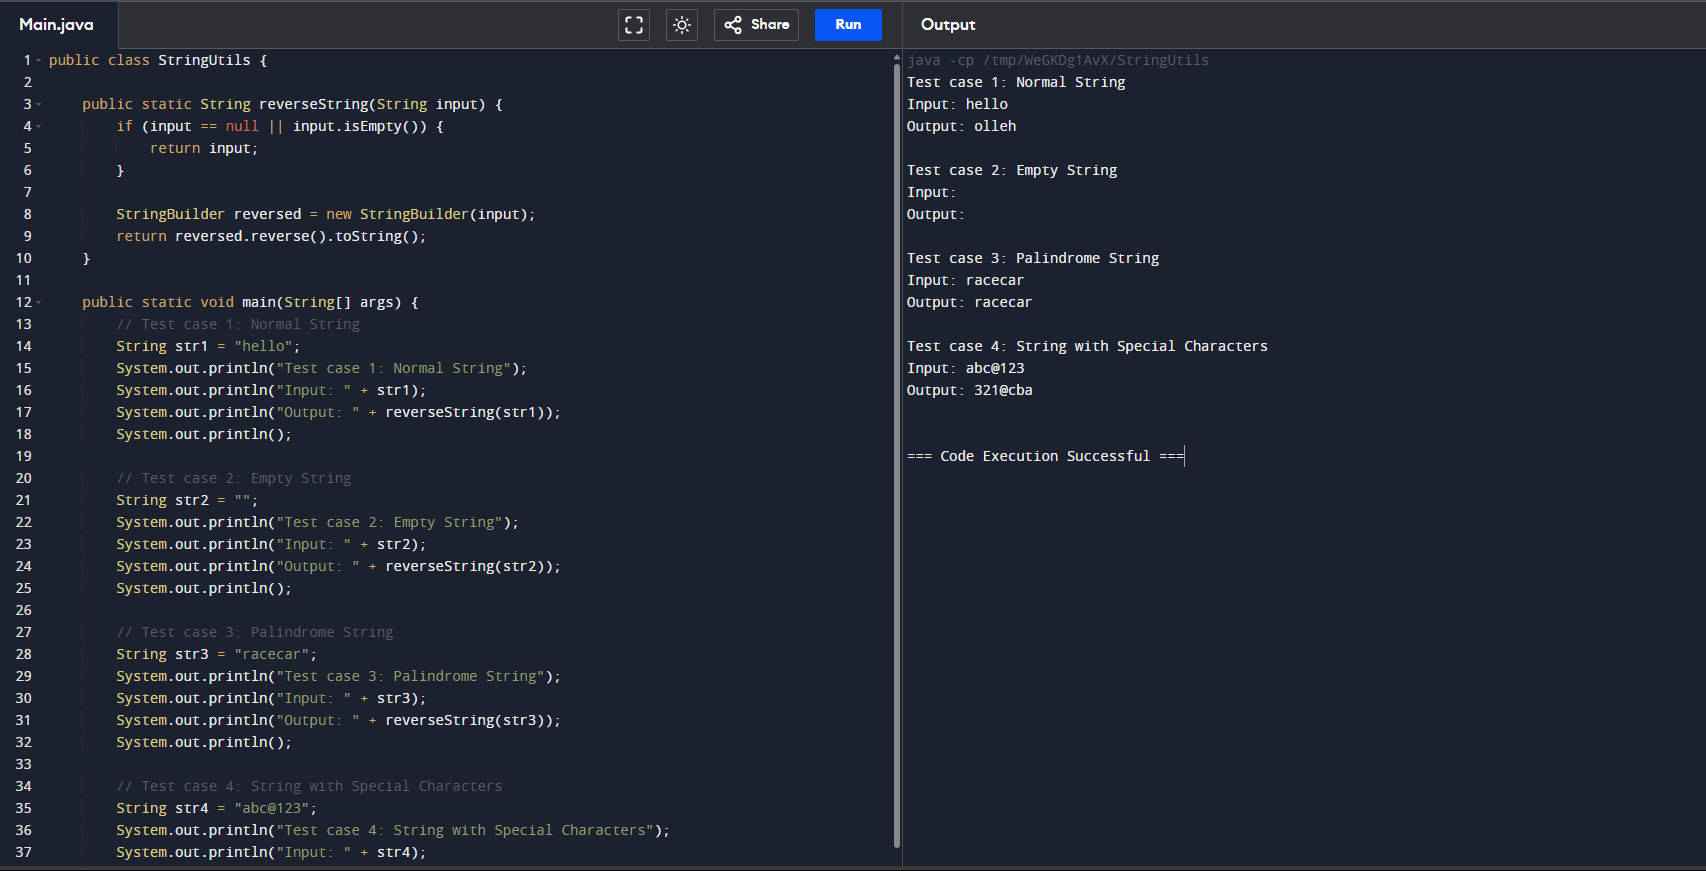 Main.java
Share
Run
Output
1 public class StringUtils {
2
3     public static String reverseString(String input) {
4         if (input == null || input.isEmpty()) {
5             return input;
6         }
7
8         StringBuilder reversed = new StringBuilder(input);
9         return reversed.reverse().toString();
10     }
11
12     public static void main(String[] args) {
13         // Test case 1: Normal String
14         String str1 = "hello";
15         System.out.println("Test case 1: Normal String");
16         System.out.println("Input: " + str1);
17         System.out.println("Output: " + reverseString(str1));
18         System.out.println();
19
20         // Test case 2: Empty String
21         String str2 = "";
22         System.out.println("Test case 2: Empty String");
23         System.out.println("Input: " + str2);
24         System.out.println("Output: " + reverseString(str2));
25         System.out.println();
26
27         // Test case 3: Palindrome String
28         String str3 = "racecar";
29         System.out.println("Test case 3: Palindrome String");
30         System.out.println("Input: " + str3);
31         System.out.println("Output: " + reverseString(str3));
32         System.out.println();
33
34         // Test case 4: String with Special Characters
35         String str4 = "abc@123";
36         System.out.println("Test case 4: String with Special Characters");
37         System.out.println("Input: " + str4);
java -cp /tmp/WeGKDg1AvX/StringUtils
Test case 1: Normal String
Input: hello
Output: olleh
Test case 2: Empty String
Input:
Output:
Test case 3: Palindrome String
Input: racecar
Output: racecar
Test case 4: String with Special Characters
Input: abc@123
Output: 321@cba
=== Code Execution Successful ===